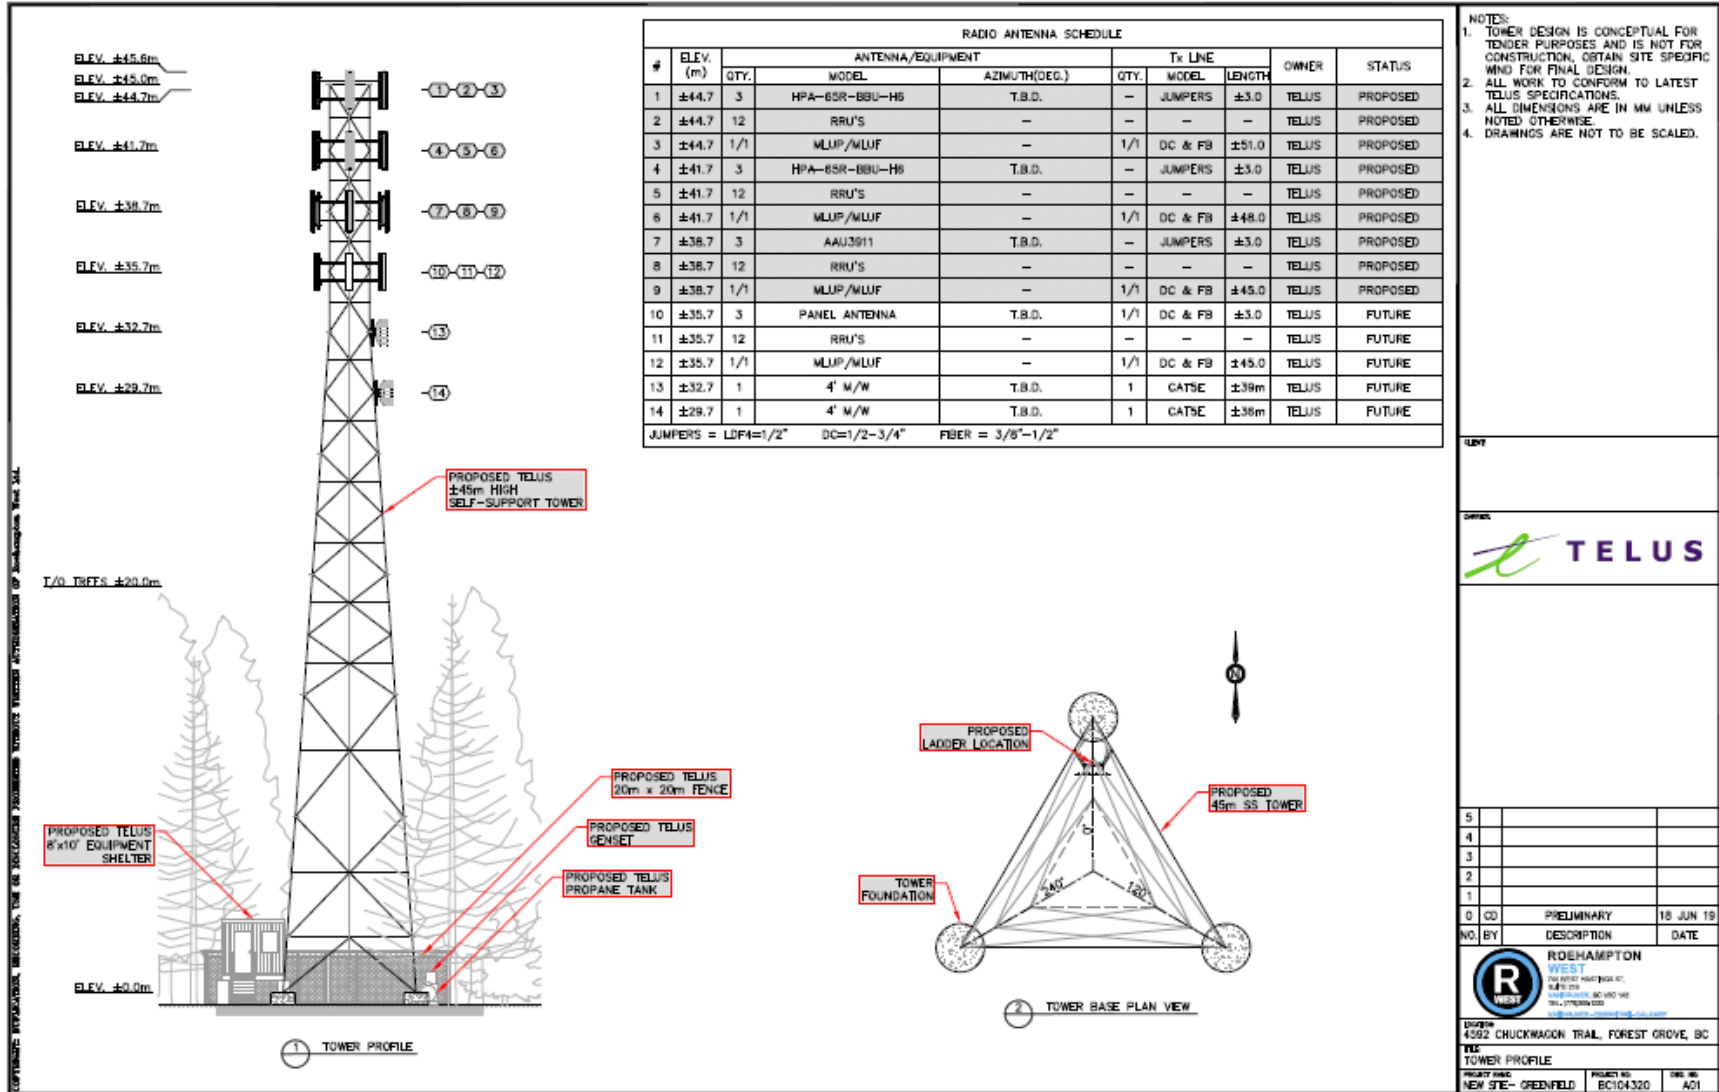 ELEV. ±45.6m
ELEV. ±45.0m
ELEV. ±44.7m
1 2 3
ELEV. ±41.7m
4 5 6
ELEV. ±38.7m
7 8 9
ELEV. ±35.7m
10 11 12
ELEV. ±32.7m
13
ELEV. ±29.7m
14
PROPOSED TELUS
±45m HIGH
SELF-SUPPORT TOWER
T/O TREES ±20.0m
PROPOSED TELUS
20m x 20m FENCE
PROPOSED TELUS
GENSET
PROPOSED TELUS
PROPANE TANK
PROPOSED TELUS
8'x10' EQUIPMENT
SHELTER
ELEV. ±0.0m
1 TOWER PROFILE
RADIO ANTENNA SCHEDULE
# ELEV. (m) ANTENNA/EQUIPMENT Tx LINE OWNER STATUS
QTY. MODEL AZIMUTH(DEG.) QTY. MODEL LENGTH
1 ±44.7 3 HPA-65R-BBU-H6 T.B.D. - JUMPERS ±3.0 TELUS PROPOSED
2 ±44.7 12 RRU'S - - - - TELUS PROPOSED
3 ±44.7 1/1 MLUP/MLUF - 1/1 DC & FB ±51.0 TELUS PROPOSED
4 ±41.7 3 HPA-65R-BBU-H6 T.B.D. - JUMPERS ±3.0 TELUS PROPOSED
5 ±41.7 12 RRU'S - - - - TELUS PROPOSED
6 ±41.7 1/1 MLUP/MLUF - 1/1 DC & FB ±48.0 TELUS PROPOSED
7 ±38.7 3 AAU3911 T.B.D. - JUMPERS ±3.0 TELUS PROPOSED
8 ±38.7 12 RRU'S - - - - TELUS PROPOSED
9 ±38.7 1/1 MLUP/MLUF - 1/1 DC & FB ±45.0 TELUS PROPOSED
10 ±35.7 3 PANEL ANTENNA T.B.D. 1/1 DC & FB ±3.0 TELUS FUTURE
11 ±35.7 12 RRU'S - - - - TELUS FUTURE
12 ±35.7 1/1 MLUP/MLUF - 1/1 DC & FB ±45.0 TELUS FUTURE
13 ±32.7 1 4' M/W T.B.D. 1 CAT5E ±39m TELUS FUTURE
14 ±29.7 1 4' M/W T.B.D. 1 CAT5E ±36m TELUS FUTURE
JUMPERS = LDF4=1/2" DC=1/2-3/4" FIBER = 3/8"-1/2"
N
PROPOSED
LADDER LOCATION
PROPOSED
45m SS TOWER
0°
240° 120°
TOWER
FOUNDATION
2 TOWER BASE PLAN VIEW
NOTES:
1. TOWER DESIGN IS CONCEPTUAL FOR
TENDER PURPOSES AND IS NOT FOR
CONSTRUCTION, OBTAIN SITE SPECIFIC
WIND FOR FINAL DESIGN.
2. ALL WORK TO CONFORM TO LATEST
TELUS SPECIFICATIONS.
3. ALL DIMENSIONS ARE IN MM UNLESS
NOTED OTHERWISE.
4. DRAWINGS ARE NOT TO BE SCALED.
TELUS
5
4
3
2
1
0 CD PRELIMINARY 18 JUN 19
NO. BY DESCRIPTION DATE
R
WEST
ROEHAMPTON
WEST
4592 CHUCKWAGON TRAIL, FOREST GROVE, BC
TITLE:
TOWER PROFILE
PROJECT NAME: PROJECT NO: DWG. NO:
NEW SITE- GREENFIELD BC104320 A01